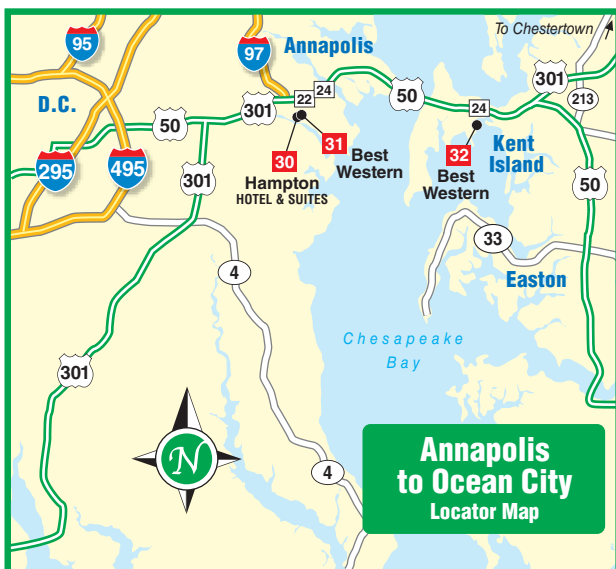 To Chestertown
95
97
Annapolis
301
213
D.C.
22
24
301
50
24
50
31
Best
Western
30
Hampton
HOTEL & SUITES
32
Best
Western
Kent
Island
295
495
301
50
33
4
Easton
Chesapeake
Bay
301
N
4
Annapolis
to Ocean City
Locator Map